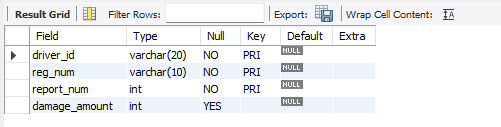 Result Grid Filter Rows: Export: Wrap Cell Content: IA
Field Type Null Key Default Extra
driver_id varchar(20) NO PRI NULL
reg_num varchar(10) NO PRI NULL
report_num int NO PRI NULL
damage_amount int YES NULL